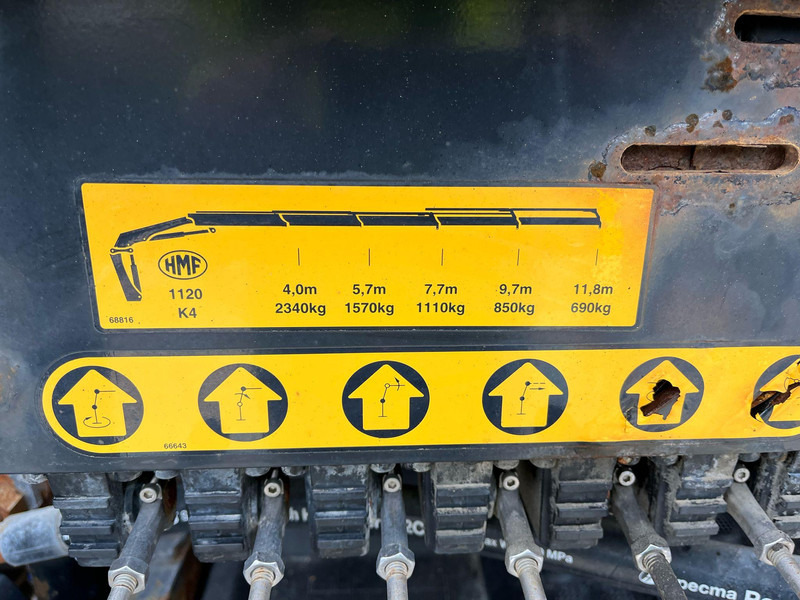 HMF
1120
K4
4,0m 5,7m 7,7m 9,7m 11,8m
2340kg 1570kg 1110kg 850kg 690kg
68816
66643
MPa